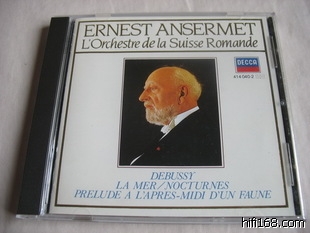 ERNEST ANSERMET
L'Orchestre de la Suisse Romande
DECCA
DEBUSSY
LA MER/NOCTURNES
PRELUDE A L'APRES-MIDI D'UN FAUNE
hifi168.com